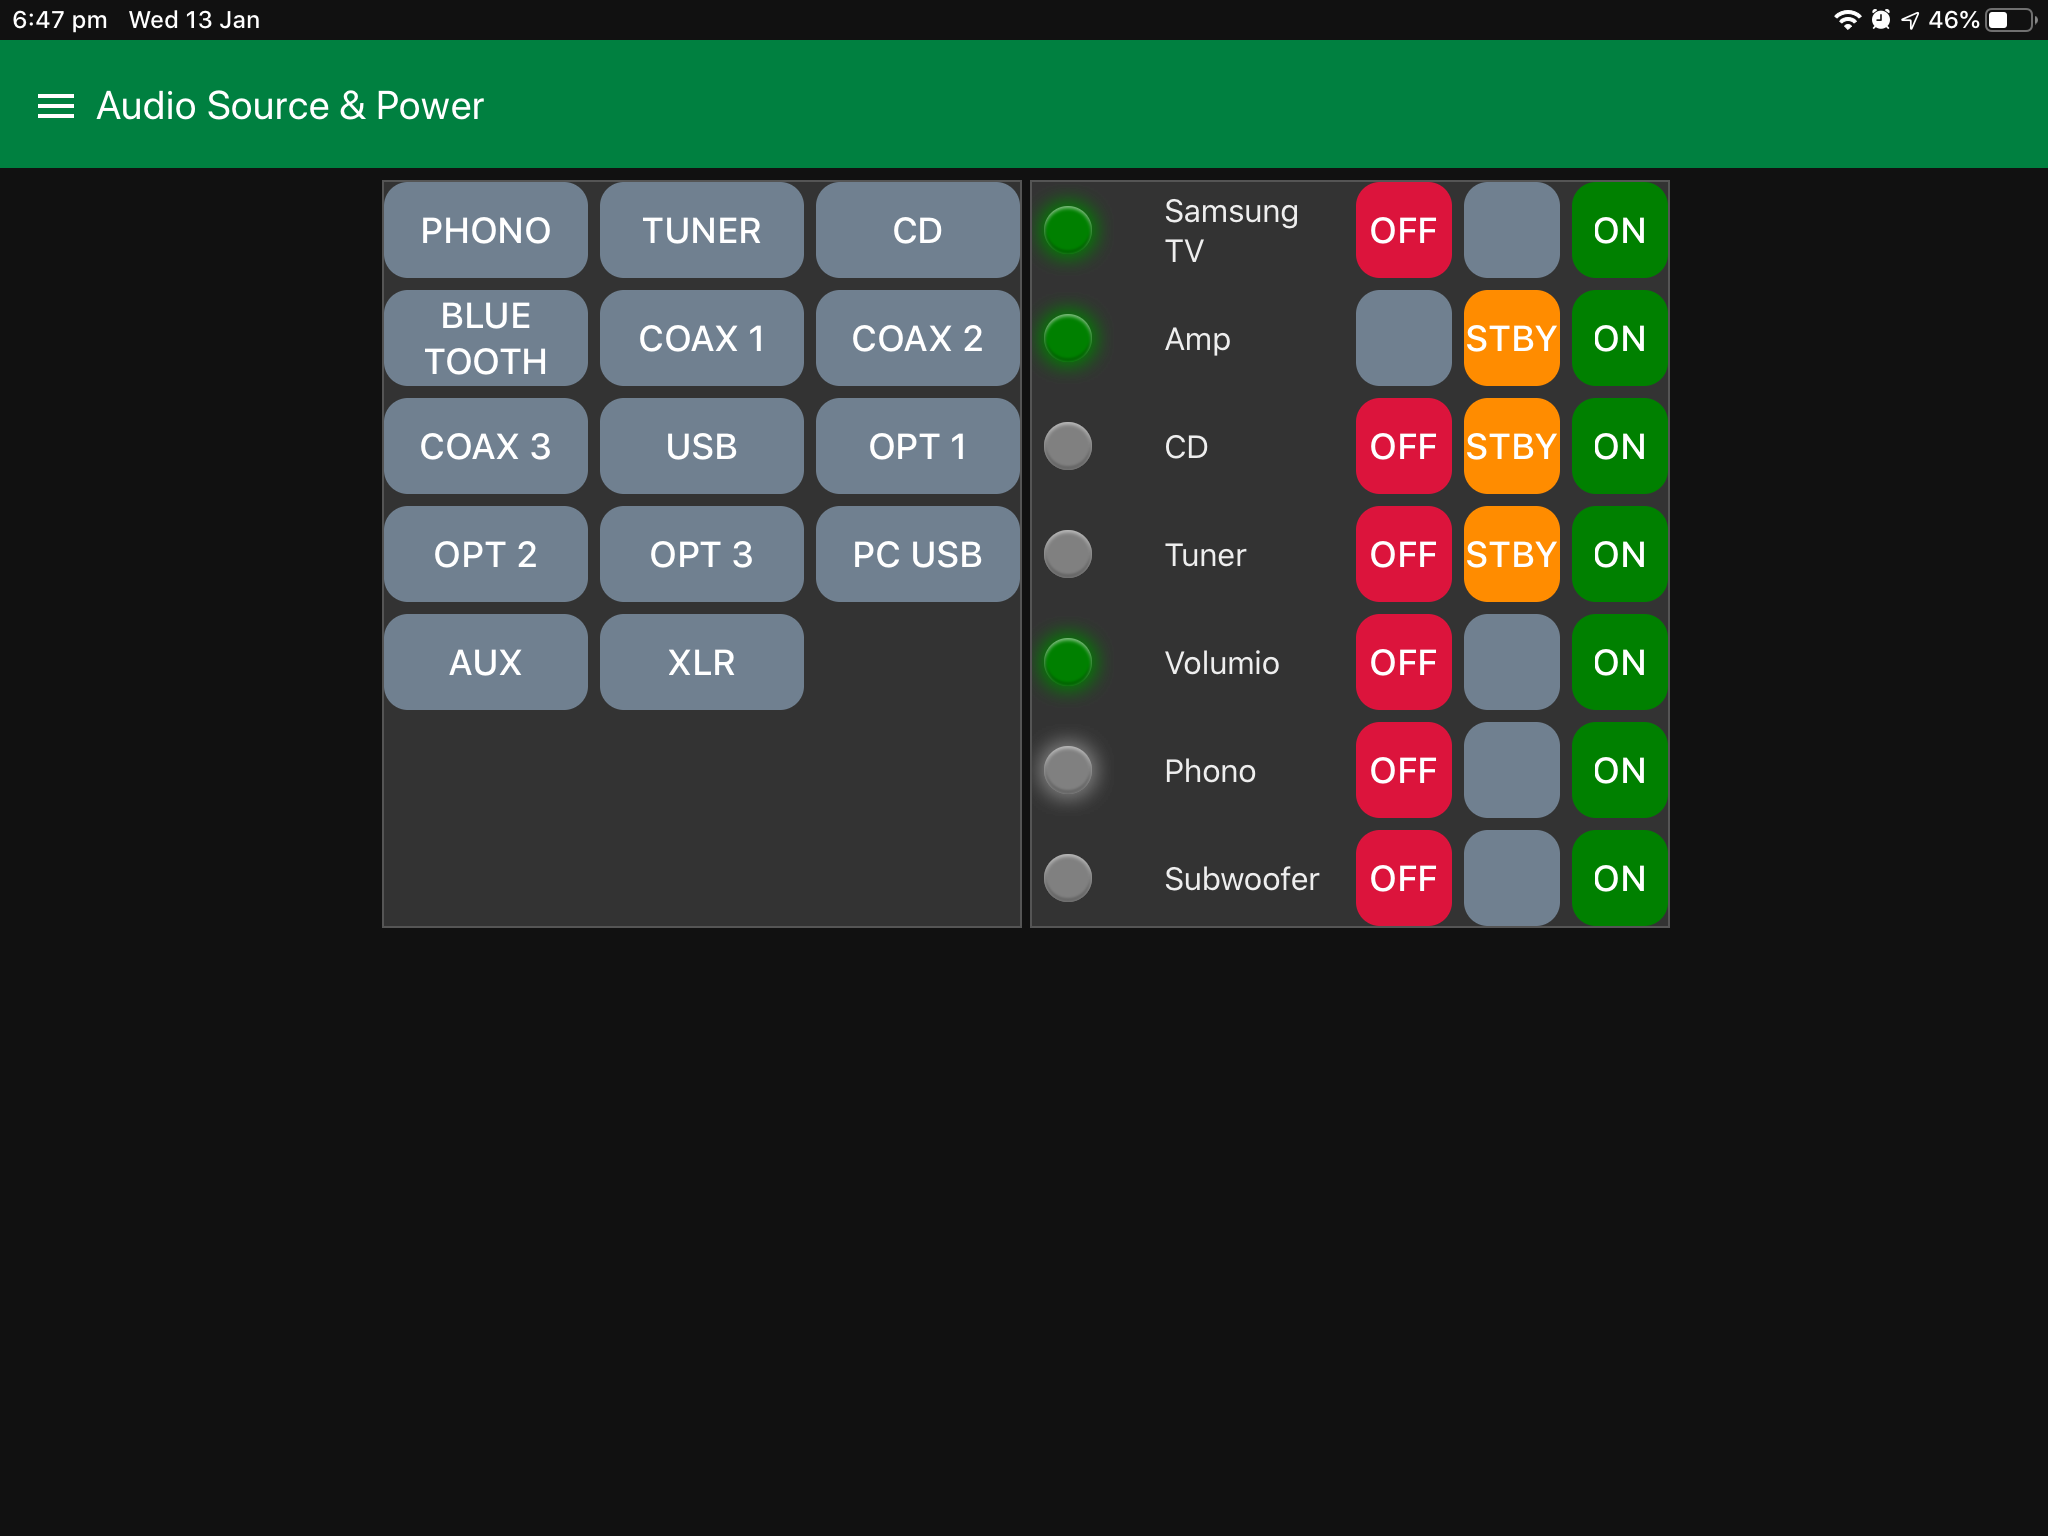 6:47 pm Wed 13 Jan 46%
Audio Source & Power
PHONO TUNER CD
BLUE
TOOTH
COAX 1 COAX 2
COAX 3 USB OPT 1
OPT 2 OPT 3 PC USB
AUX XLR
Samsung
TV
OFF ON
Amp STBY ON
CD OFF STBY ON
Tuner OFF STBY ON
Volumio OFF ON
Phono OFF ON
Subwoofer OFF ON